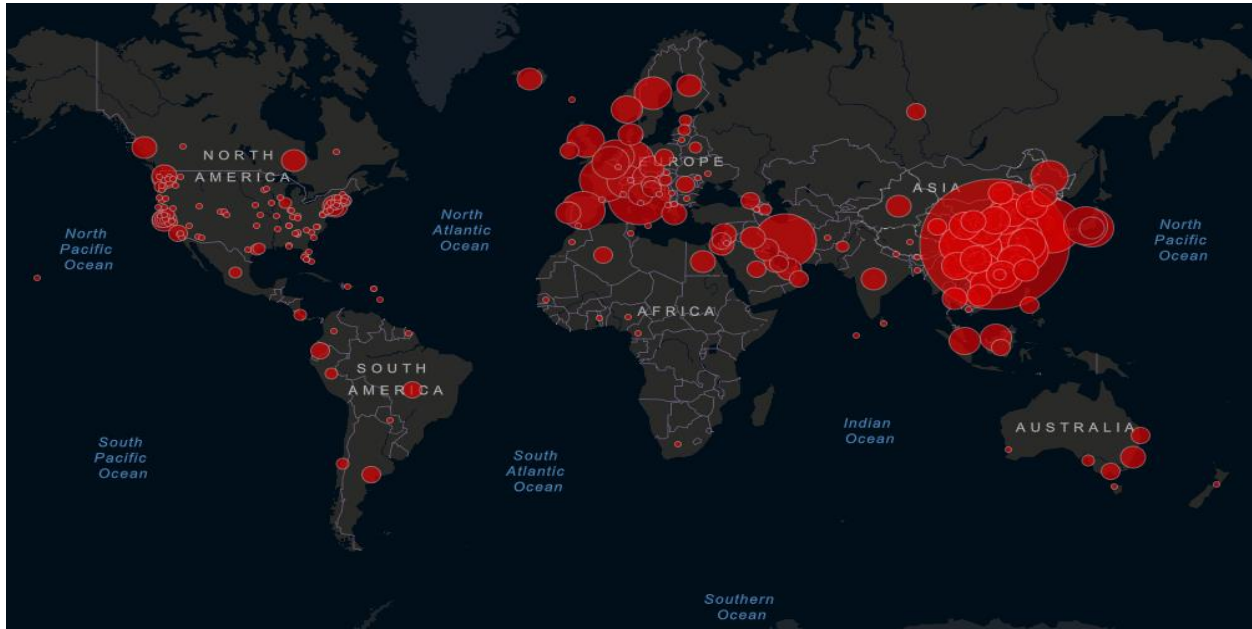 NORTH
AMERICA
EUROPE
ASIA
North
Pacific
Ocean
North
Atlantic
Ocean
North
Pacific
Ocean
AFRICA
SOUTH
AMERICA
South
Pacific
Ocean
South
Atlantic
Ocean
Indian
Ocean
AUSTRALIA
Southern
Ocean